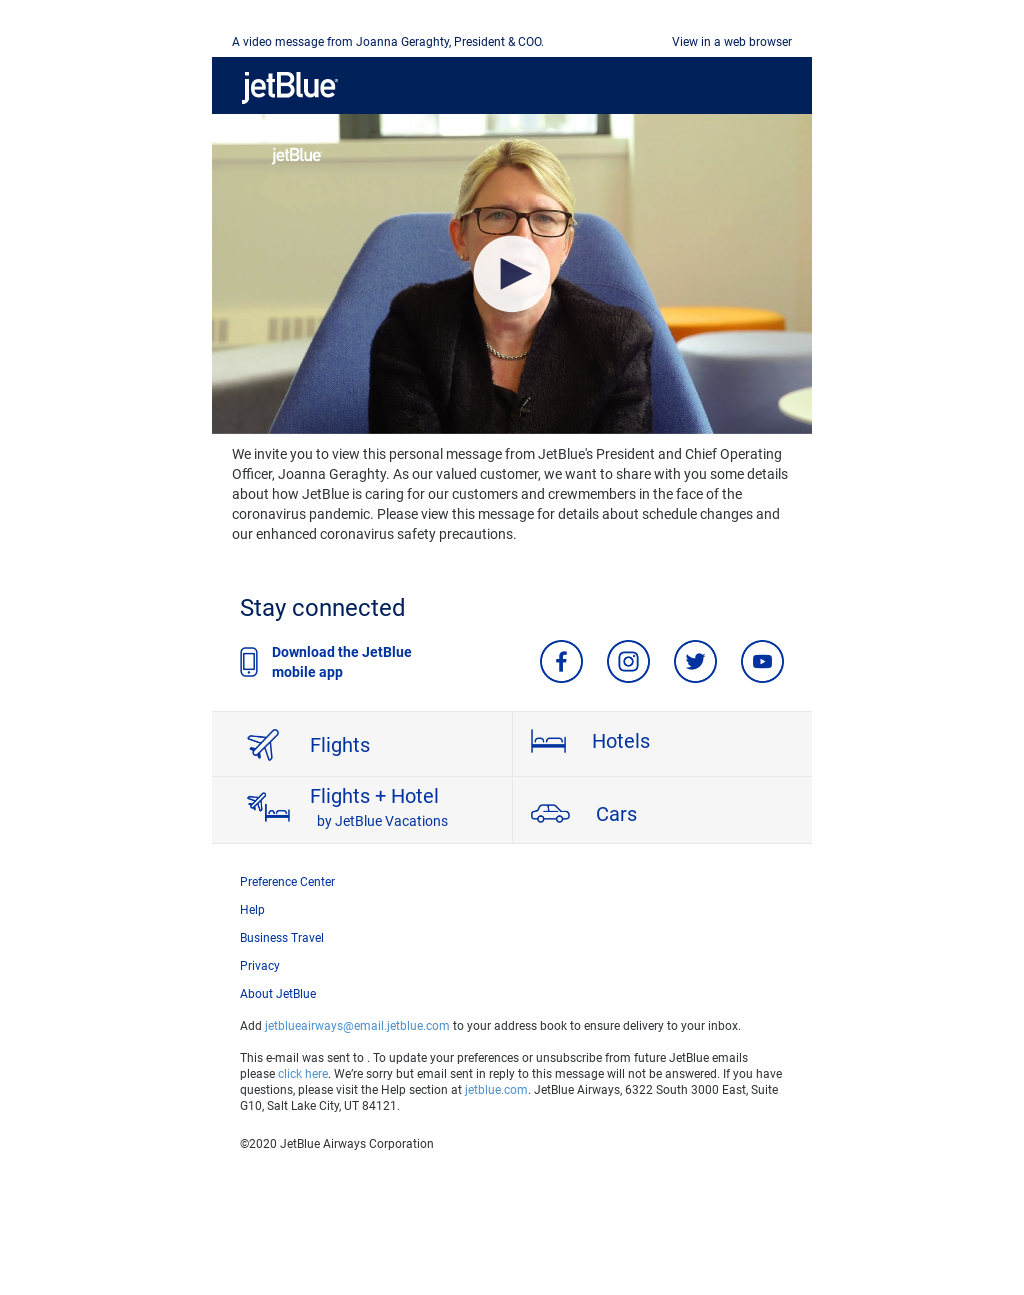 A video message from Joanna Geraghty, President & COO.
View in a web browser
jetBlue®
jetBlue
We invite you to view this personal message from JetBlue's President and Chief Operating
Officer, Joanna Geraghty. As our valued customer, we want to share with you some details
about how JetBlue is caring for our customers and crewmembers in the face of the
coronavirus pandemic. Please view this message for details about schedule changes and
our enhanced coronavirus safety precautions.
Stay connected
Download the JetBlue
mobile app
Flights
Hotels
Flights + Hotel
by JetBlue Vacations
Cars
Preference Center
Help
Business Travel
Privacy
About JetBlue
Add jetblueairways@email.jetblue.com to your address book to ensure delivery to your inbox.
This e-mail was sent to . To update your preferences or unsubscribe from future JetBlue emails
please click here. We’re sorry but email sent in reply to this message will not be answered. If you have
questions, please visit the Help section at jetblue.com. JetBlue Airways, 6322 South 3000 East, Suite
G10, Salt Lake City, UT 84121.
©2020 JetBlue Airways Corporation